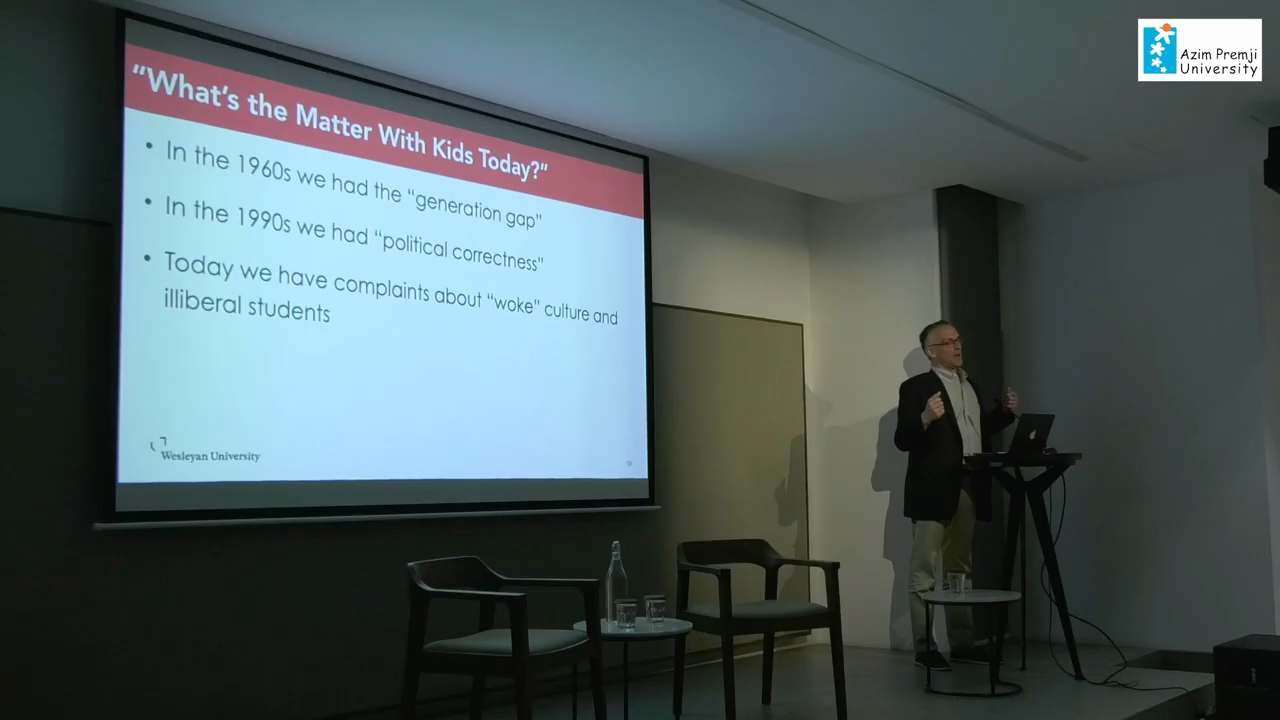 "What's the Matter With Kids Today?"
• In the 1960s we had the "generation gap"
• In the 1990s we had "political correctness"
• Today we have complaints about "woke" culture and
illiberal students
Wesleyan University
Azim Premji
University